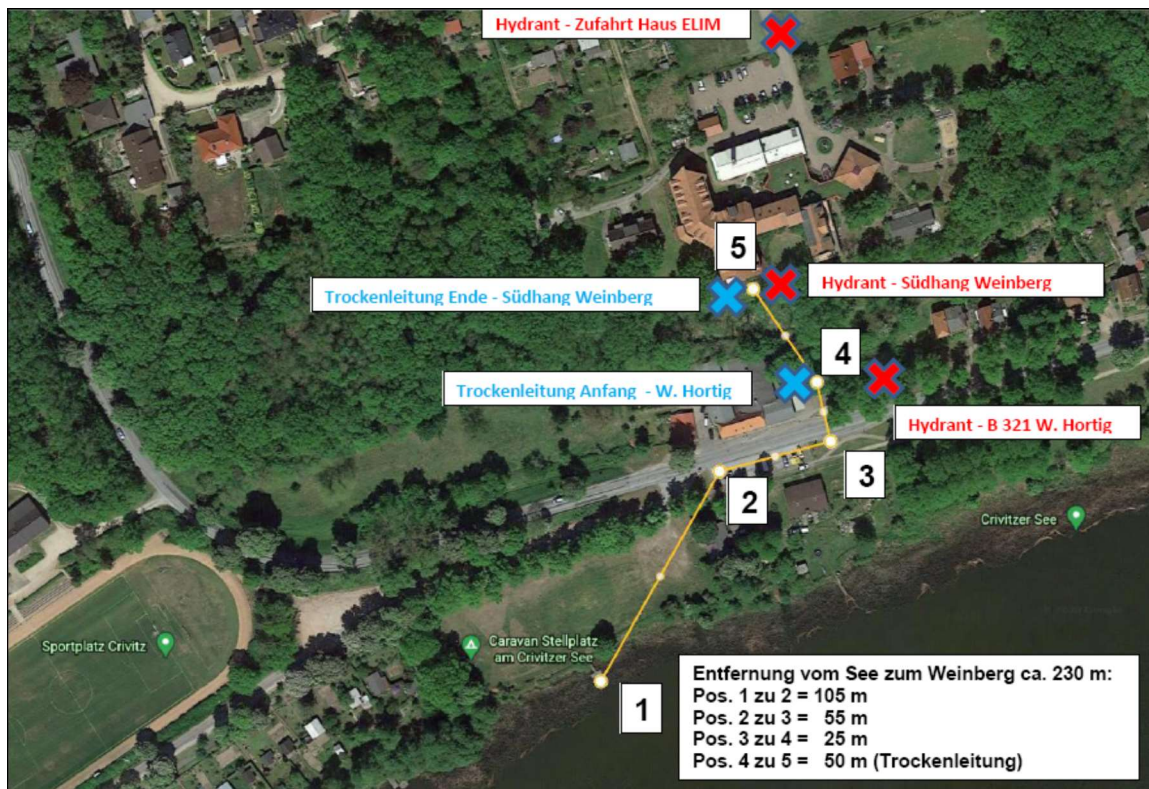 Hydrant - Zufahrt Haus ELIM
5
Trockenleitung Ende - Südhang Weinberg
Hydrant - Südhang Weinberg
4
Trockenleitung Anfang - W. Hortig
Hydrant - B 321 W. Hortig
3
2
Crivitzer See
Sportplatz Crivitz
Caravan Stellplatz
am Crivitzer See
1
Entfernung vom See zum Weinberg ca. 230 m:
Pos. 1 zu 2 = 105 m
Pos. 2 zu 3 = 55 m
Pos. 3 zu 4 = 25 m
Pos. 4 zu 5 = 50 m (Trockenleitung)